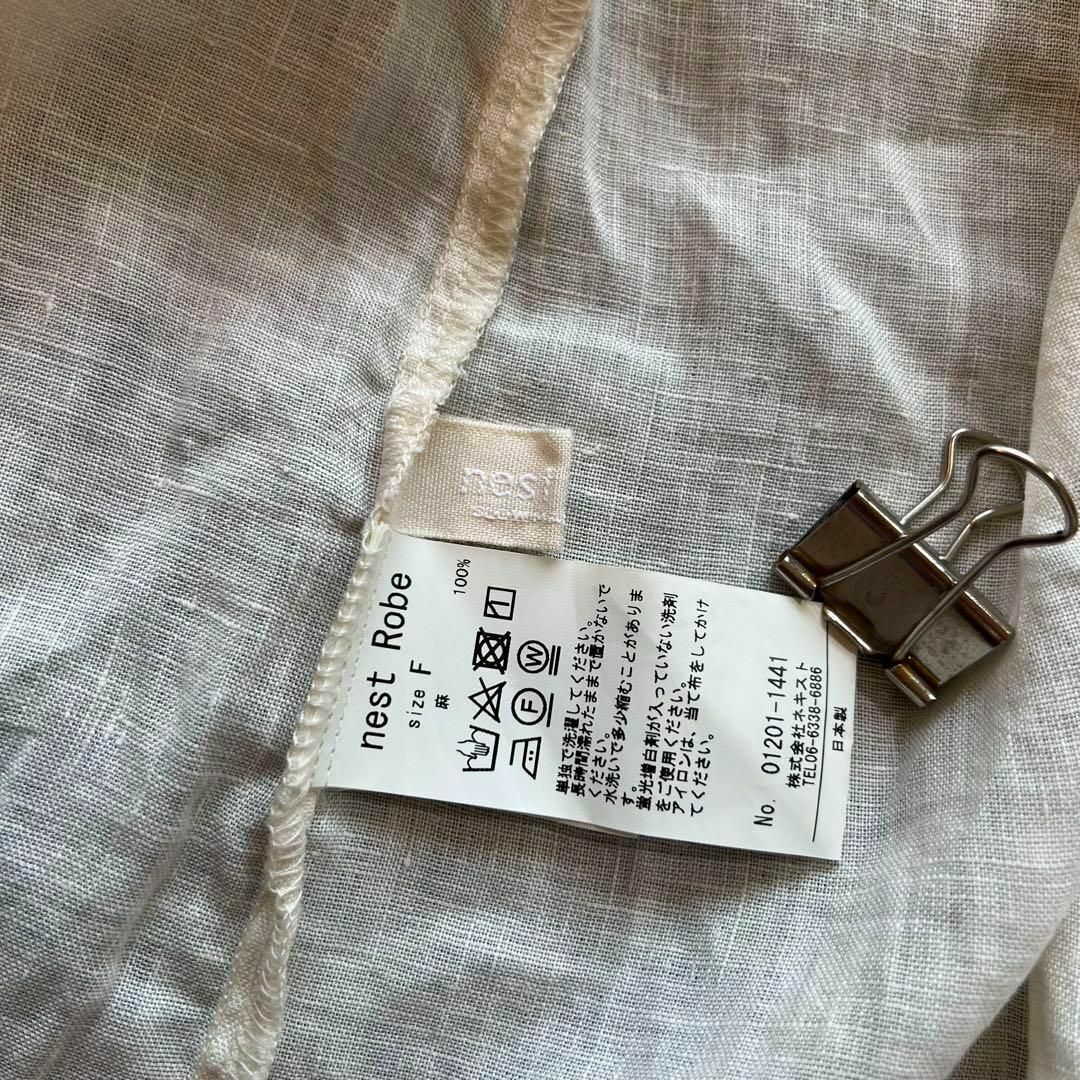 nest
nest Robe
size F
麻 100%
F
W
単独で洗濯してください。
長時間濡れたままで置かないで
ください。
水洗いで多少縮むことがありま
す。
蛍光増白剤が入っていない洗剤
をご使用ください。
アイロンは、当て布をしてかけ
てください。
No. 01201-1441
株式会社ネキスト
TEL06-6338-6886
日本製